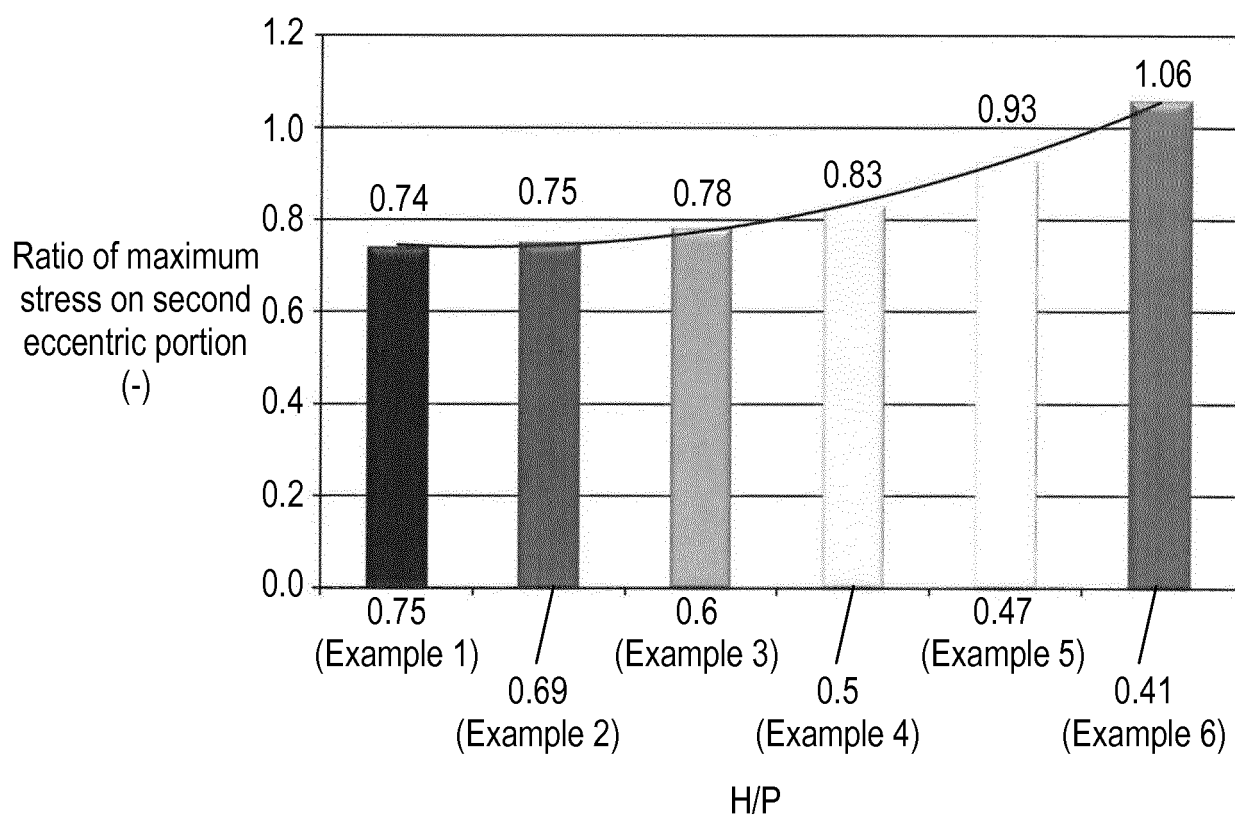 1.2
1.0
0.8
0.6
0.4
0.2
0.0
Ratio of maximum
stress on second
eccentric portion
(-)
0.74
0.75
0.78
0.83
0.93
1.06
0.75
(Example 1)
0.69
(Example 2)
0.6
(Example 3)
0.5
(Example 4)
0.47
(Example 5)
0.41
(Example 6)
H/P